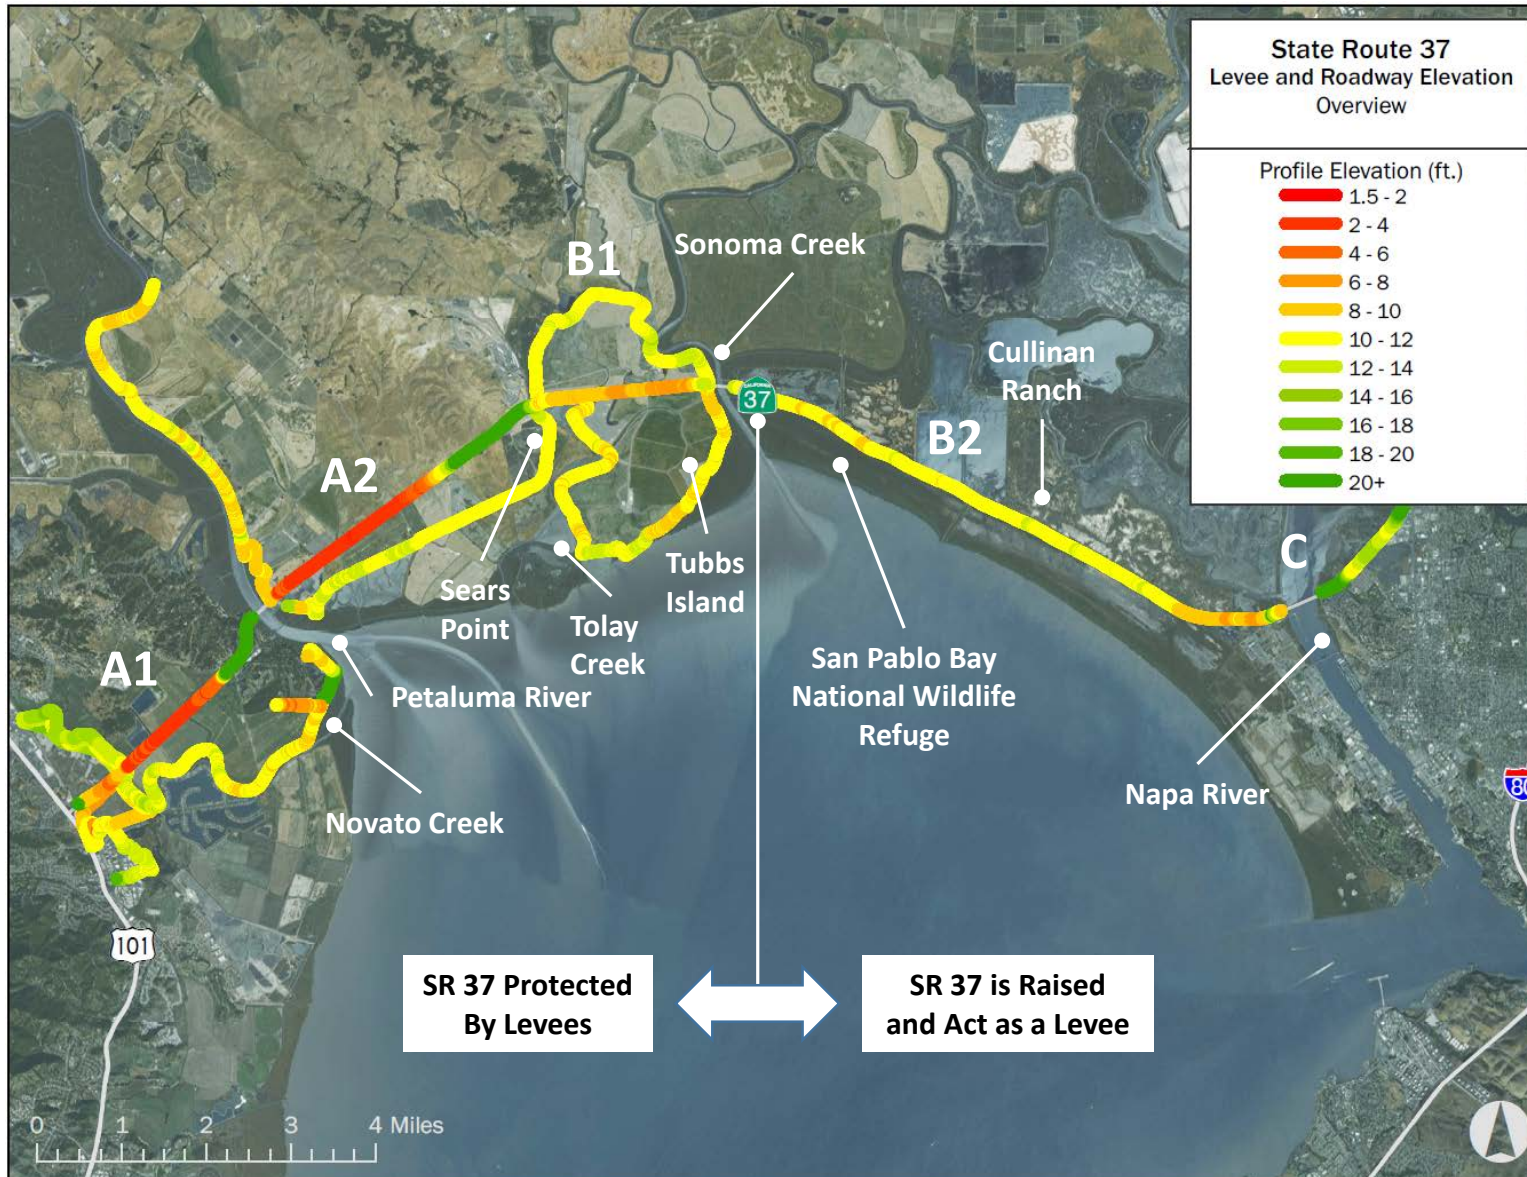 State Route 37
Levee and Roadway Elevation
Overview
Profile Elevation (ft.)
1.5 - 2
2 - 4
4 - 6
6 - 8
8 - 10
10 - 12
12 - 14
14 - 16
16 - 18
18 - 20
20+
Sonoma Creek
B1
CALIFORNIA
37
Cullinan
Ranch
B2
A2
C
Sears
Point
Tolay
Creek
Tubbs
Island
San Pablo Bay
National Wildlife
Refuge
A1
Petaluma River
Novato Creek
Napa River
80
101
SR 37 Protected
By Levees
SR 37 is Raised
and Act as a Levee
0 1 2 3 4 Miles